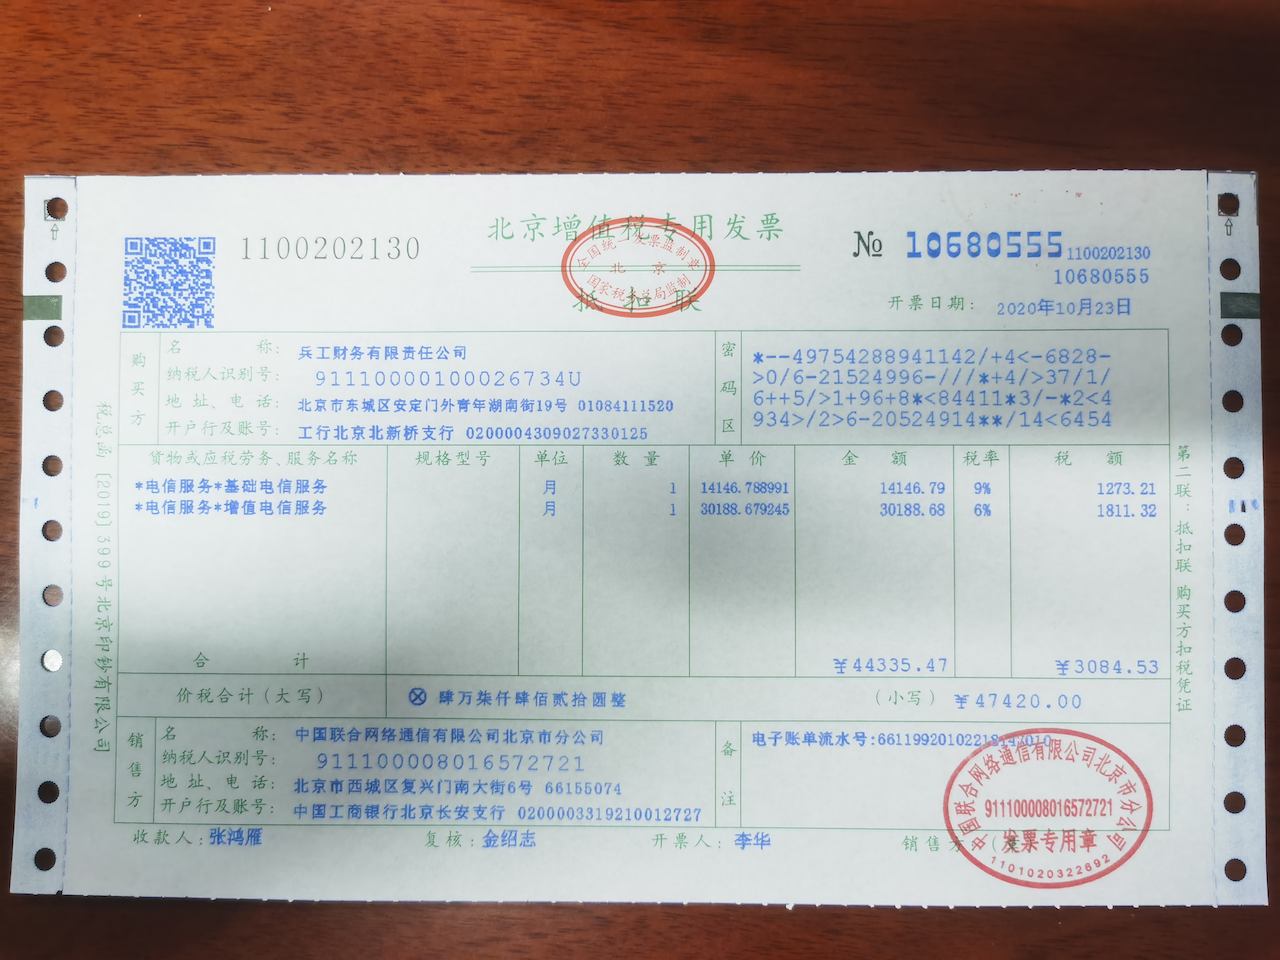 北京增值税专用发票
1100202130
№ 10680555
1100202130
10680555
抵扣联
开票日期: 2020年10月23日
全国统一发票监制章
北京
国家税务总局监制
购买方
名称: 兵工财务有限责任公司
纳税人识别号: 91110000100026734U
地址、电话: 北京市东城区安定门外青年湖南街19号 01084111520
开户行及账号: 工行北京北新桥支行 0200004309027330125
密码区
*--49754288941142/+4<-6828-
>0/6-21524996-///*+4/>37/1/
6++5/>1+96+8*<84411*3/-*2<4
934>/2>6-20524914**/14<6454
货物或应税劳务、服务名称 规格型号 单位 数量 单价 金额 税率 税额
*电信服务*基础电信服务 月 1 14146.788991 14146.79 9% 1273.21
*电信服务*增值电信服务 月 1 30188.679245 30188.68 6% 1811.32
合计 ¥44335.47 ¥3084.53
价税合计(大写) ⊗ 肆万柒仟肆佰贰拾圆整 (小写) ¥47420.00
销售方
名称: 中国联合网络通信有限公司北京市分公司
纳税人识别号: 911100008016572721
地址、电话: 北京市西城区复兴门南大街6号 66155074
开户行及账号: 中国工商银行北京长安支行 0200003319210012727
备注
电子账单流水号:
收款人: 张鸿雁 复核: 金绍志 开票人: 李华 销售方:
中国联合网络通信有限公司北京市分公司
911100008016572721
发票专用章
1101020322692
税总函〔2019〕399号北京印钞有限公司
第二联:抵扣联 购买方扣税凭证